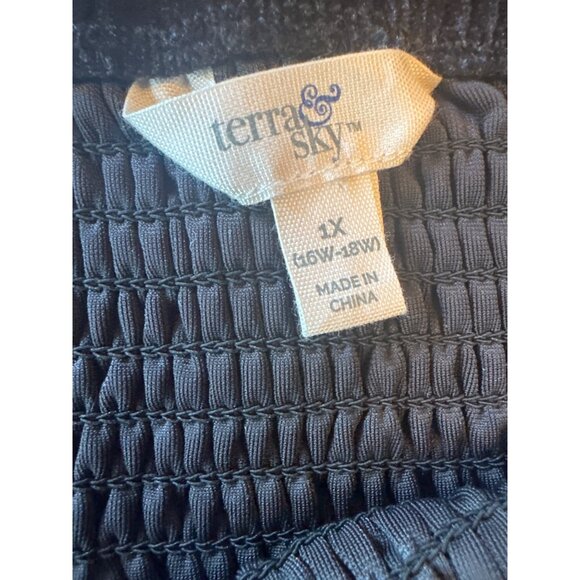 terra&
sky™
1X
(16W-18W)
MADE IN
CHINA